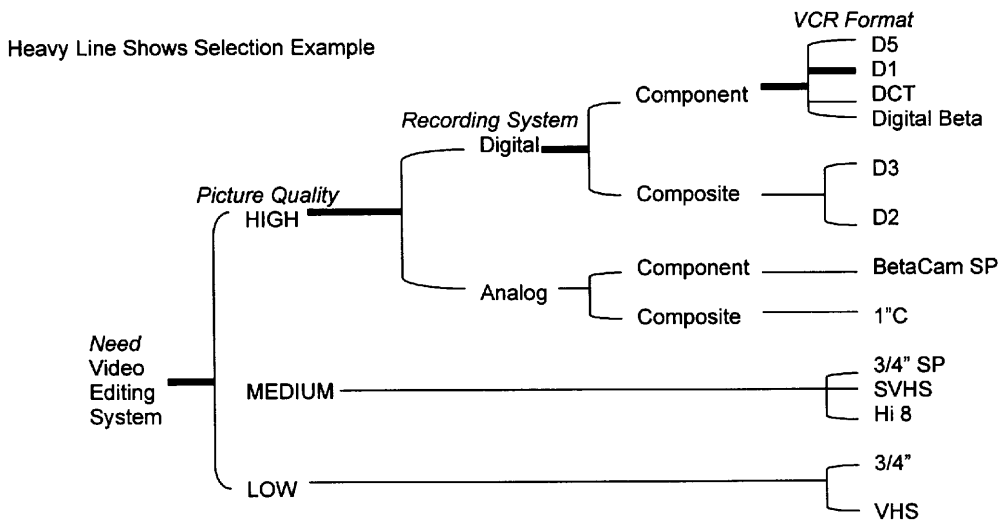 VCR Format
Heavy Line Shows Selection Example
D5
D1
DCT
Digital Beta
Component
Recording System
Digital
D3
Composite
D2
Picture Quality
HIGH
Component
BetaCam SP
Analog
Composite
1"C
Need
Video
Editing
System
3/4" SP
MEDIUM
SVHS
Hi 8
3/4"
LOW
VHS